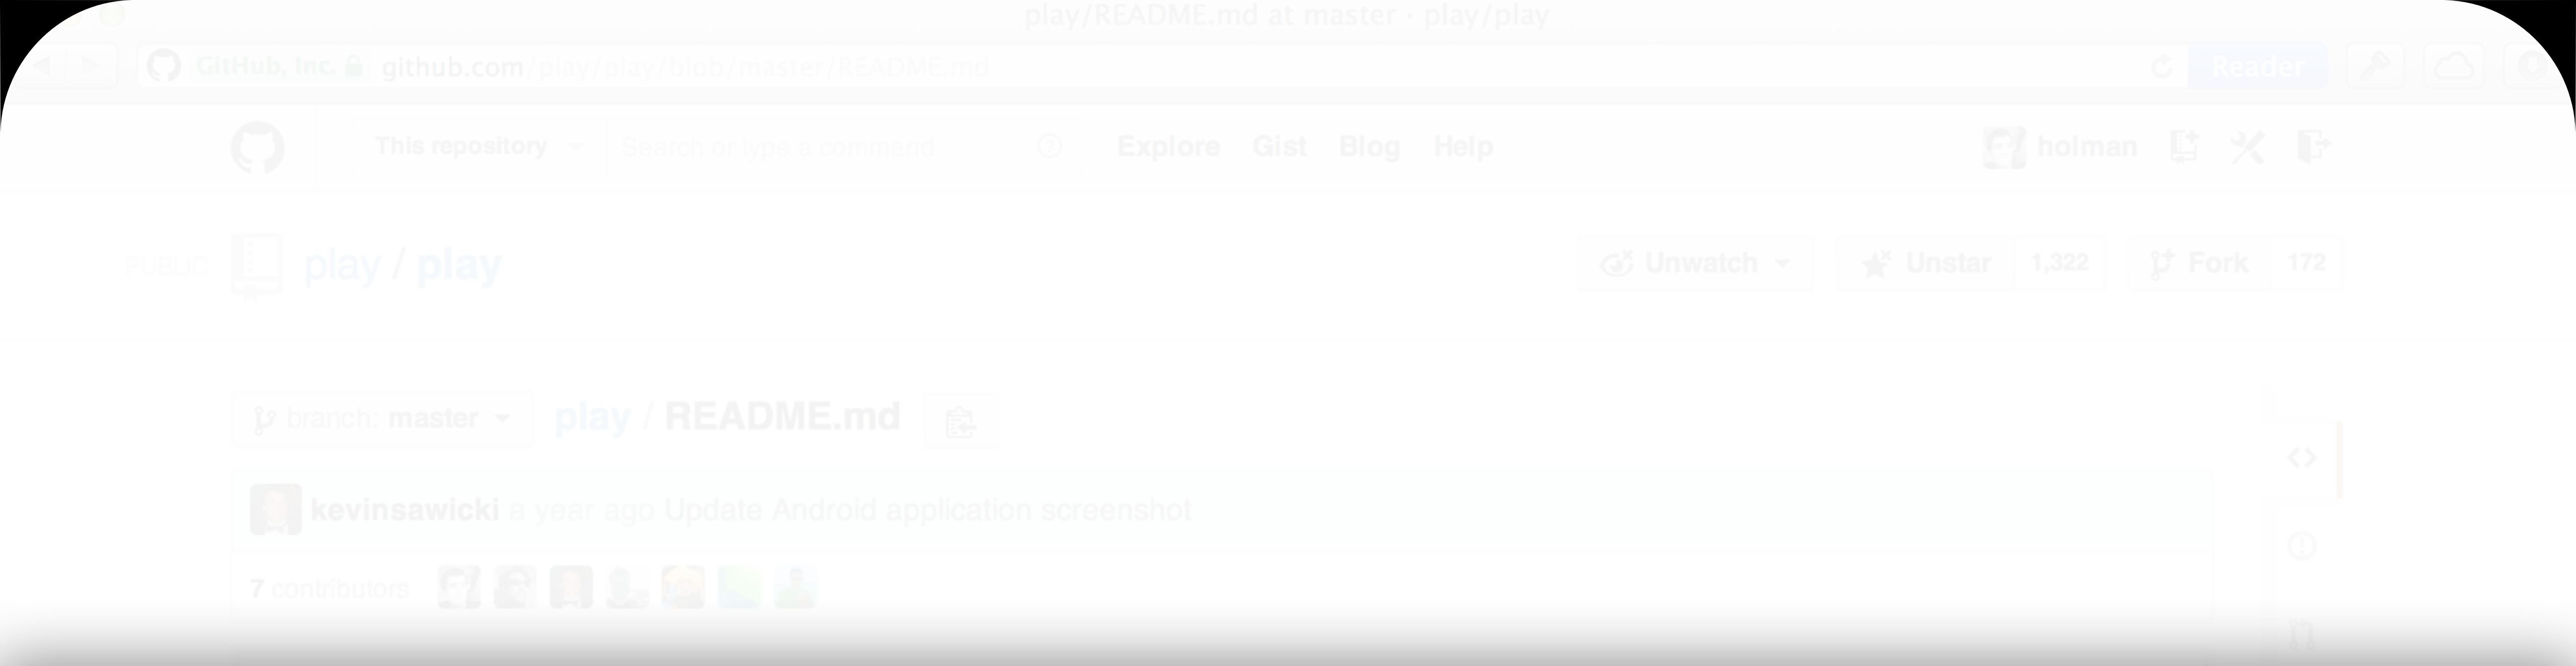 play/README.md at master · play/play
GitHub, Inc. github.com/play/play/blob/master/README.md Reader
This repository Search or type a command Explore Gist Blog Help holman
PUBLIC play / play Unwatch Unstar 1,322 Fork 172
branch: master play / README.md
kevinsawicki a year ago Update Android application screenshot
7 contributors